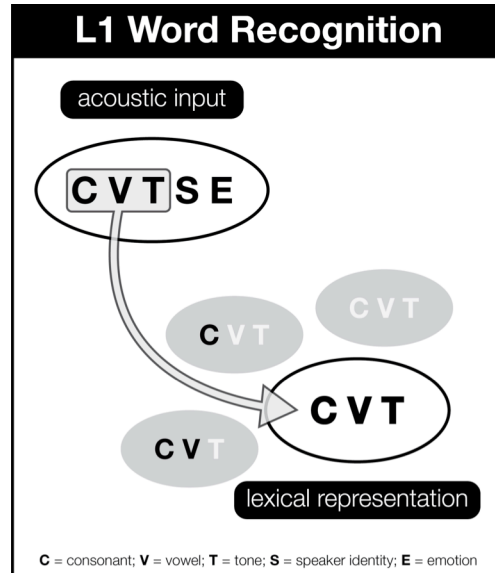 L1 Word Recognition
acoustic input
C V T S E
C V T
C V T
C V T
C V T
lexical representation
C = consonant; V = vowel; T = tone; S = speaker identity; E = emotion